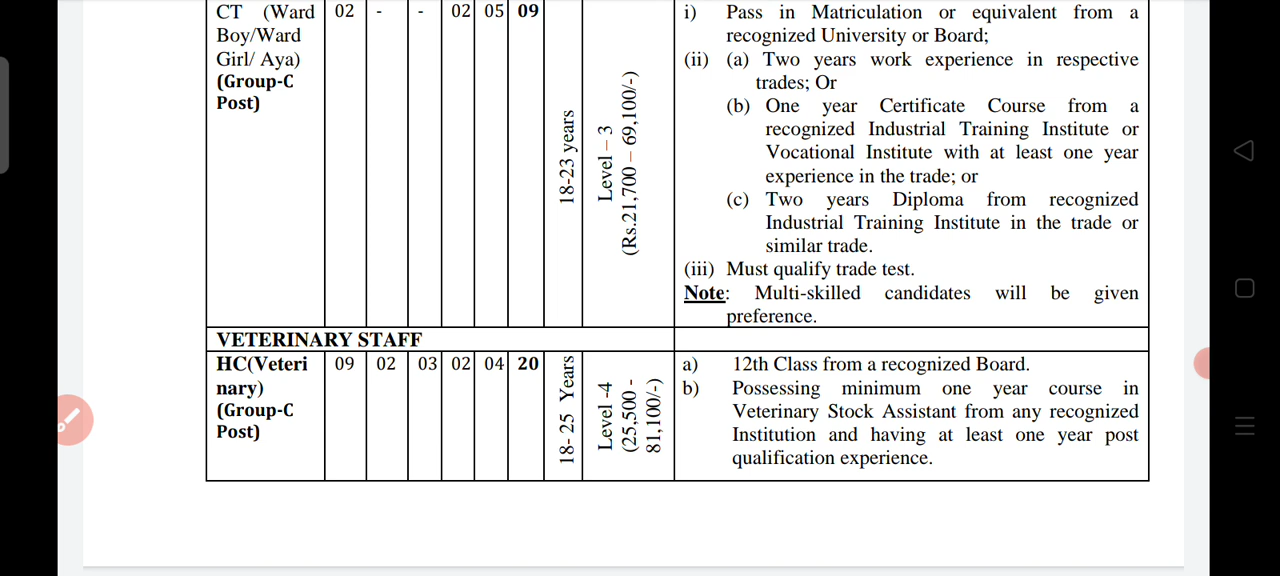 CT (Ward 02 - - 02 05 09
Boy/Ward
Girl/ Aya)
(Group-C
Post)
18-23 years
Level – 3
(Rs.21,700 – 69,100/-)
i) Pass in Matriculation or equivalent from a
recognized University or Board;
(ii) (a) Two years work experience in respective
trades; Or
(b) One year Certificate Course from a
recognized Industrial Training Institute or
Vocational Institute with at least one year
experience in the trade; or
(c) Two years Diploma from recognized
Industrial Training Institute in the trade or
similar trade.
(iii) Must qualify trade test.
Note: Multi-skilled candidates will be given
preference.
VETERINARY STAFF
HC(Veteri 09 02 03 02 04 20
nary)
(Group-C
Post)
18- 25 Years
Level -4
(25,500 -
81,100/-)
a) 12th Class from a recognized Board.
b) Possessing minimum one year course in
Veterinary Stock Assistant from any recognized
Institution and having at least one year post
qualification experience.